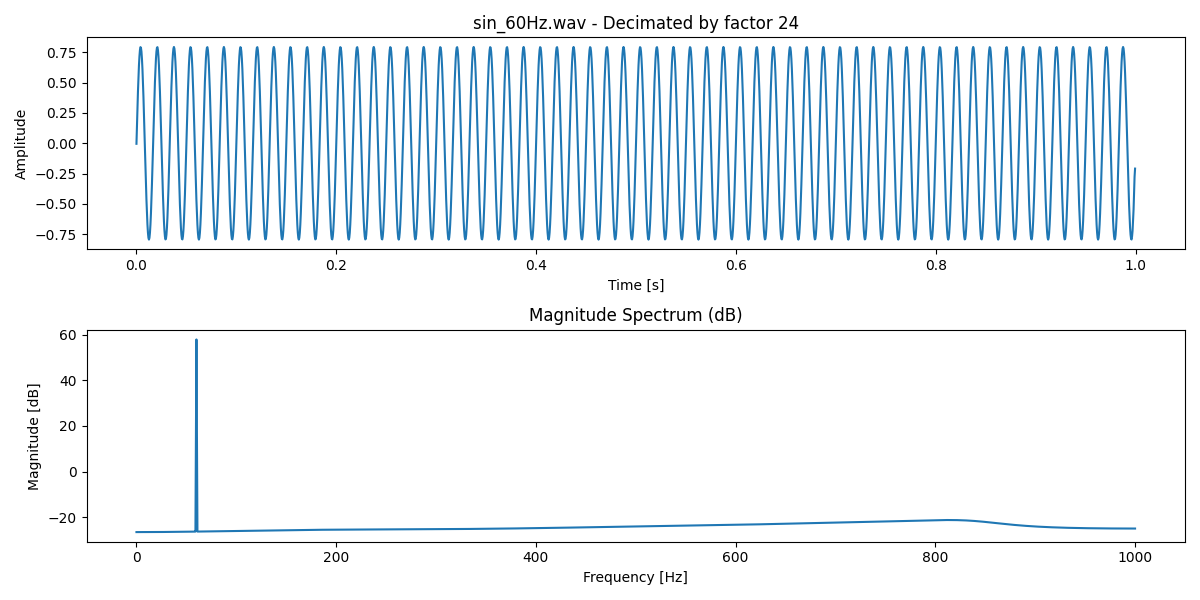 sin_60Hz.wav - Decimated by factor 24
0.75
0.50
0.25
0.00
−0.25
−0.50
−0.75
Amplitude
0.0 0.2 0.4 0.6 0.8 1.0
Time [s]
Magnitude Spectrum (dB)
60
40
20
0
−20
Magnitude [dB]
0 200 400 600 800 1000
Frequency [Hz]